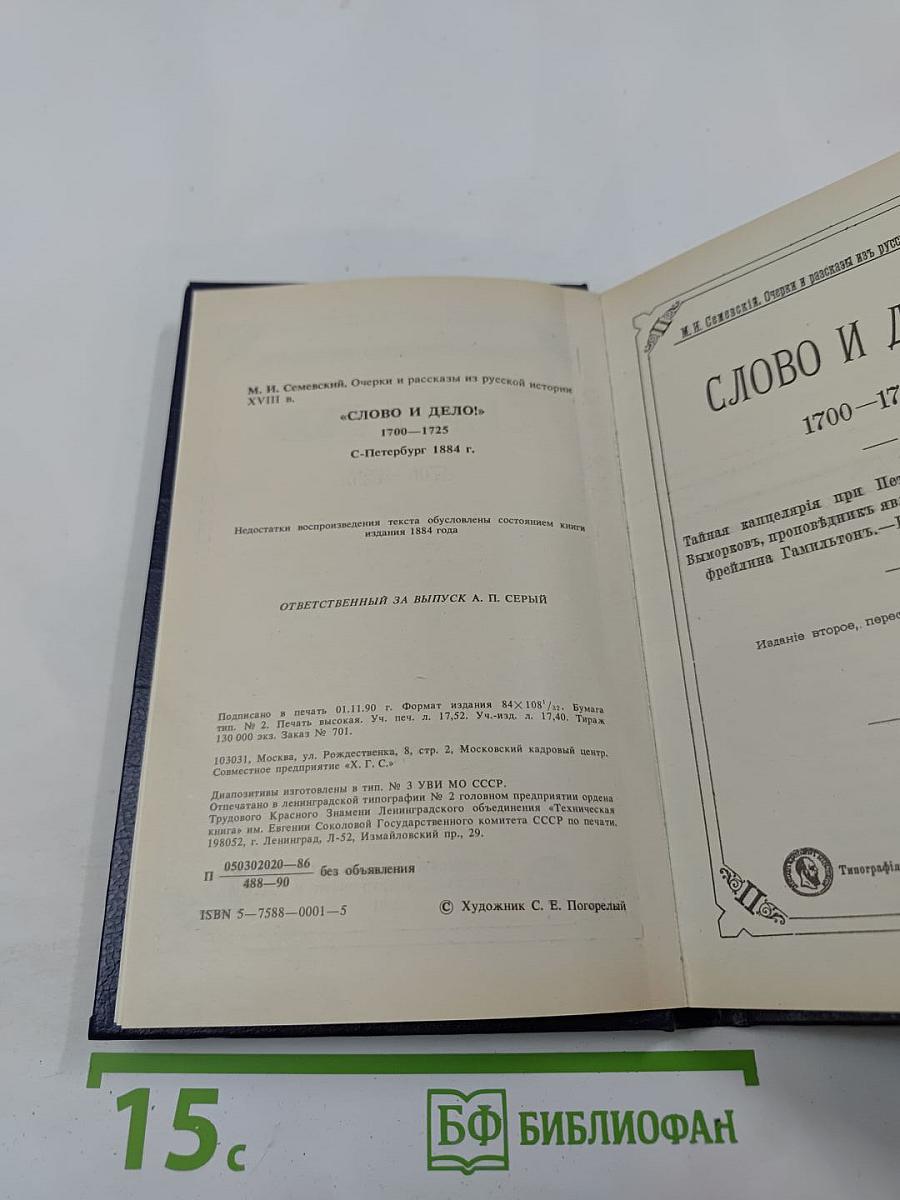 М. И. Семевский. Очерки и рассказы из русской истории
XVIII в.
«СЛОВО И ДЕЛО!»
1700—1725
С-Петербург 1884 г.
Недостатки воспроизведения текста обусловлены состоянием книги
издания 1884 года
ОТВЕТСТВЕННЫЙ ЗА ВЫПУСК А. П. СЕРЫЙ
Подписано в печать 01.11.90 г. Формат издания 84×108¹/₃₂. Бумага
тип. № 2. Печать высокая. Уч. печ. л. 17,52. Уч.-изд. л. 17,40. Тираж
130 000 экз. Заказ № 701.
103031, Москва, ул. Рождественка, 8, стр. 2, Московский кадровый центр.
Совместное предприятие «Х. Г. С.»
Диапозитивы изготовлены в тип. № 3 УВИ МО СССР.
Отпечатано в ленинградской типографии № 2 головном предприятии ордена
Трудового Красного Знамени Ленинградского объединения «Техническая
книга» им. Евгении Соколовой Государственного комитета СССР по печати.
198052, г. Ленинград, Л-52, Измайловский пр., 29.
П 050302020—86 без объявления
488—90
ISBN 5—7588—0001—5
© Художник С. Е. Погорелый
М. И. Семевскій. Очерки и разсказы изъ русс
СЛОВО И Д
1700—17
Тайная канцелярія при Пет
Выморковъ, проповѣдникъ яв
фрейлина Гамильтонъ.—
Изданіе второе, перес
Типографія
П
П
15 с
БФ БИБЛИОФАН